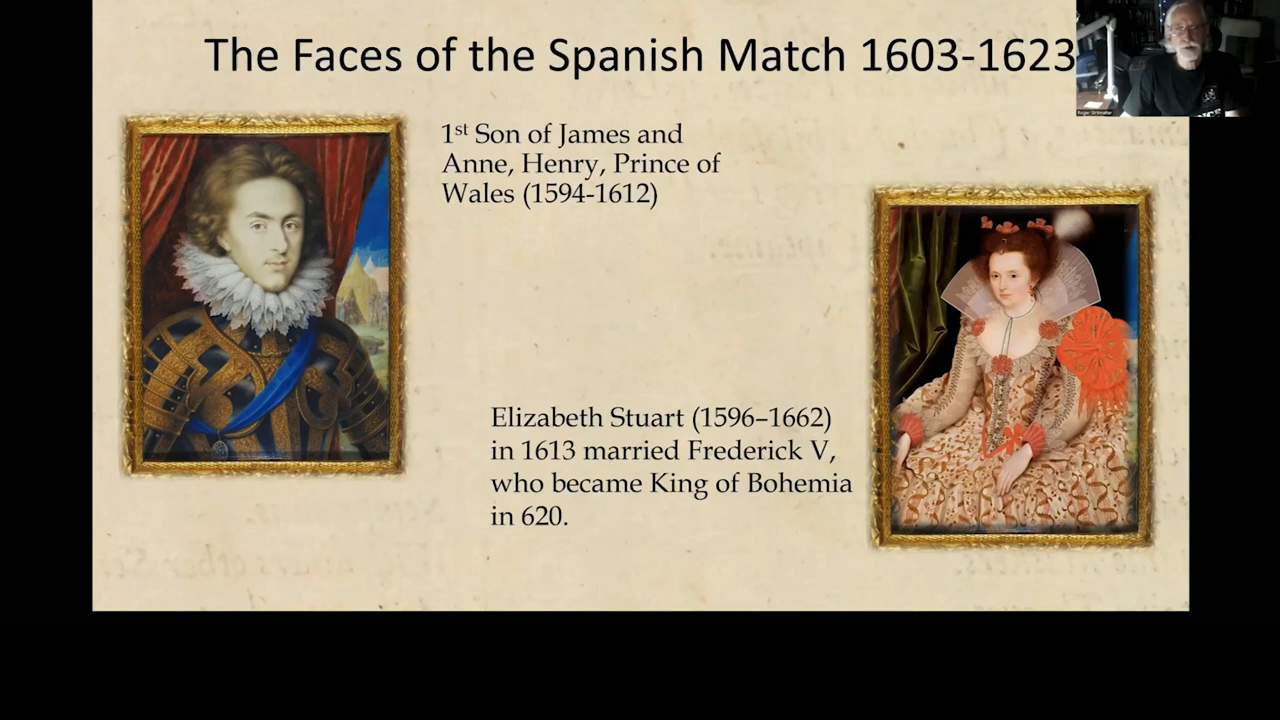 The Faces of the Spanish Match 1603-1623
1st Son of James and
Anne, Henry, Prince of
Wales (1594-1612)
Elizabeth Stuart (1596–1662)
in 1613 married Frederick V,
who became King of Bohemia
in 620.